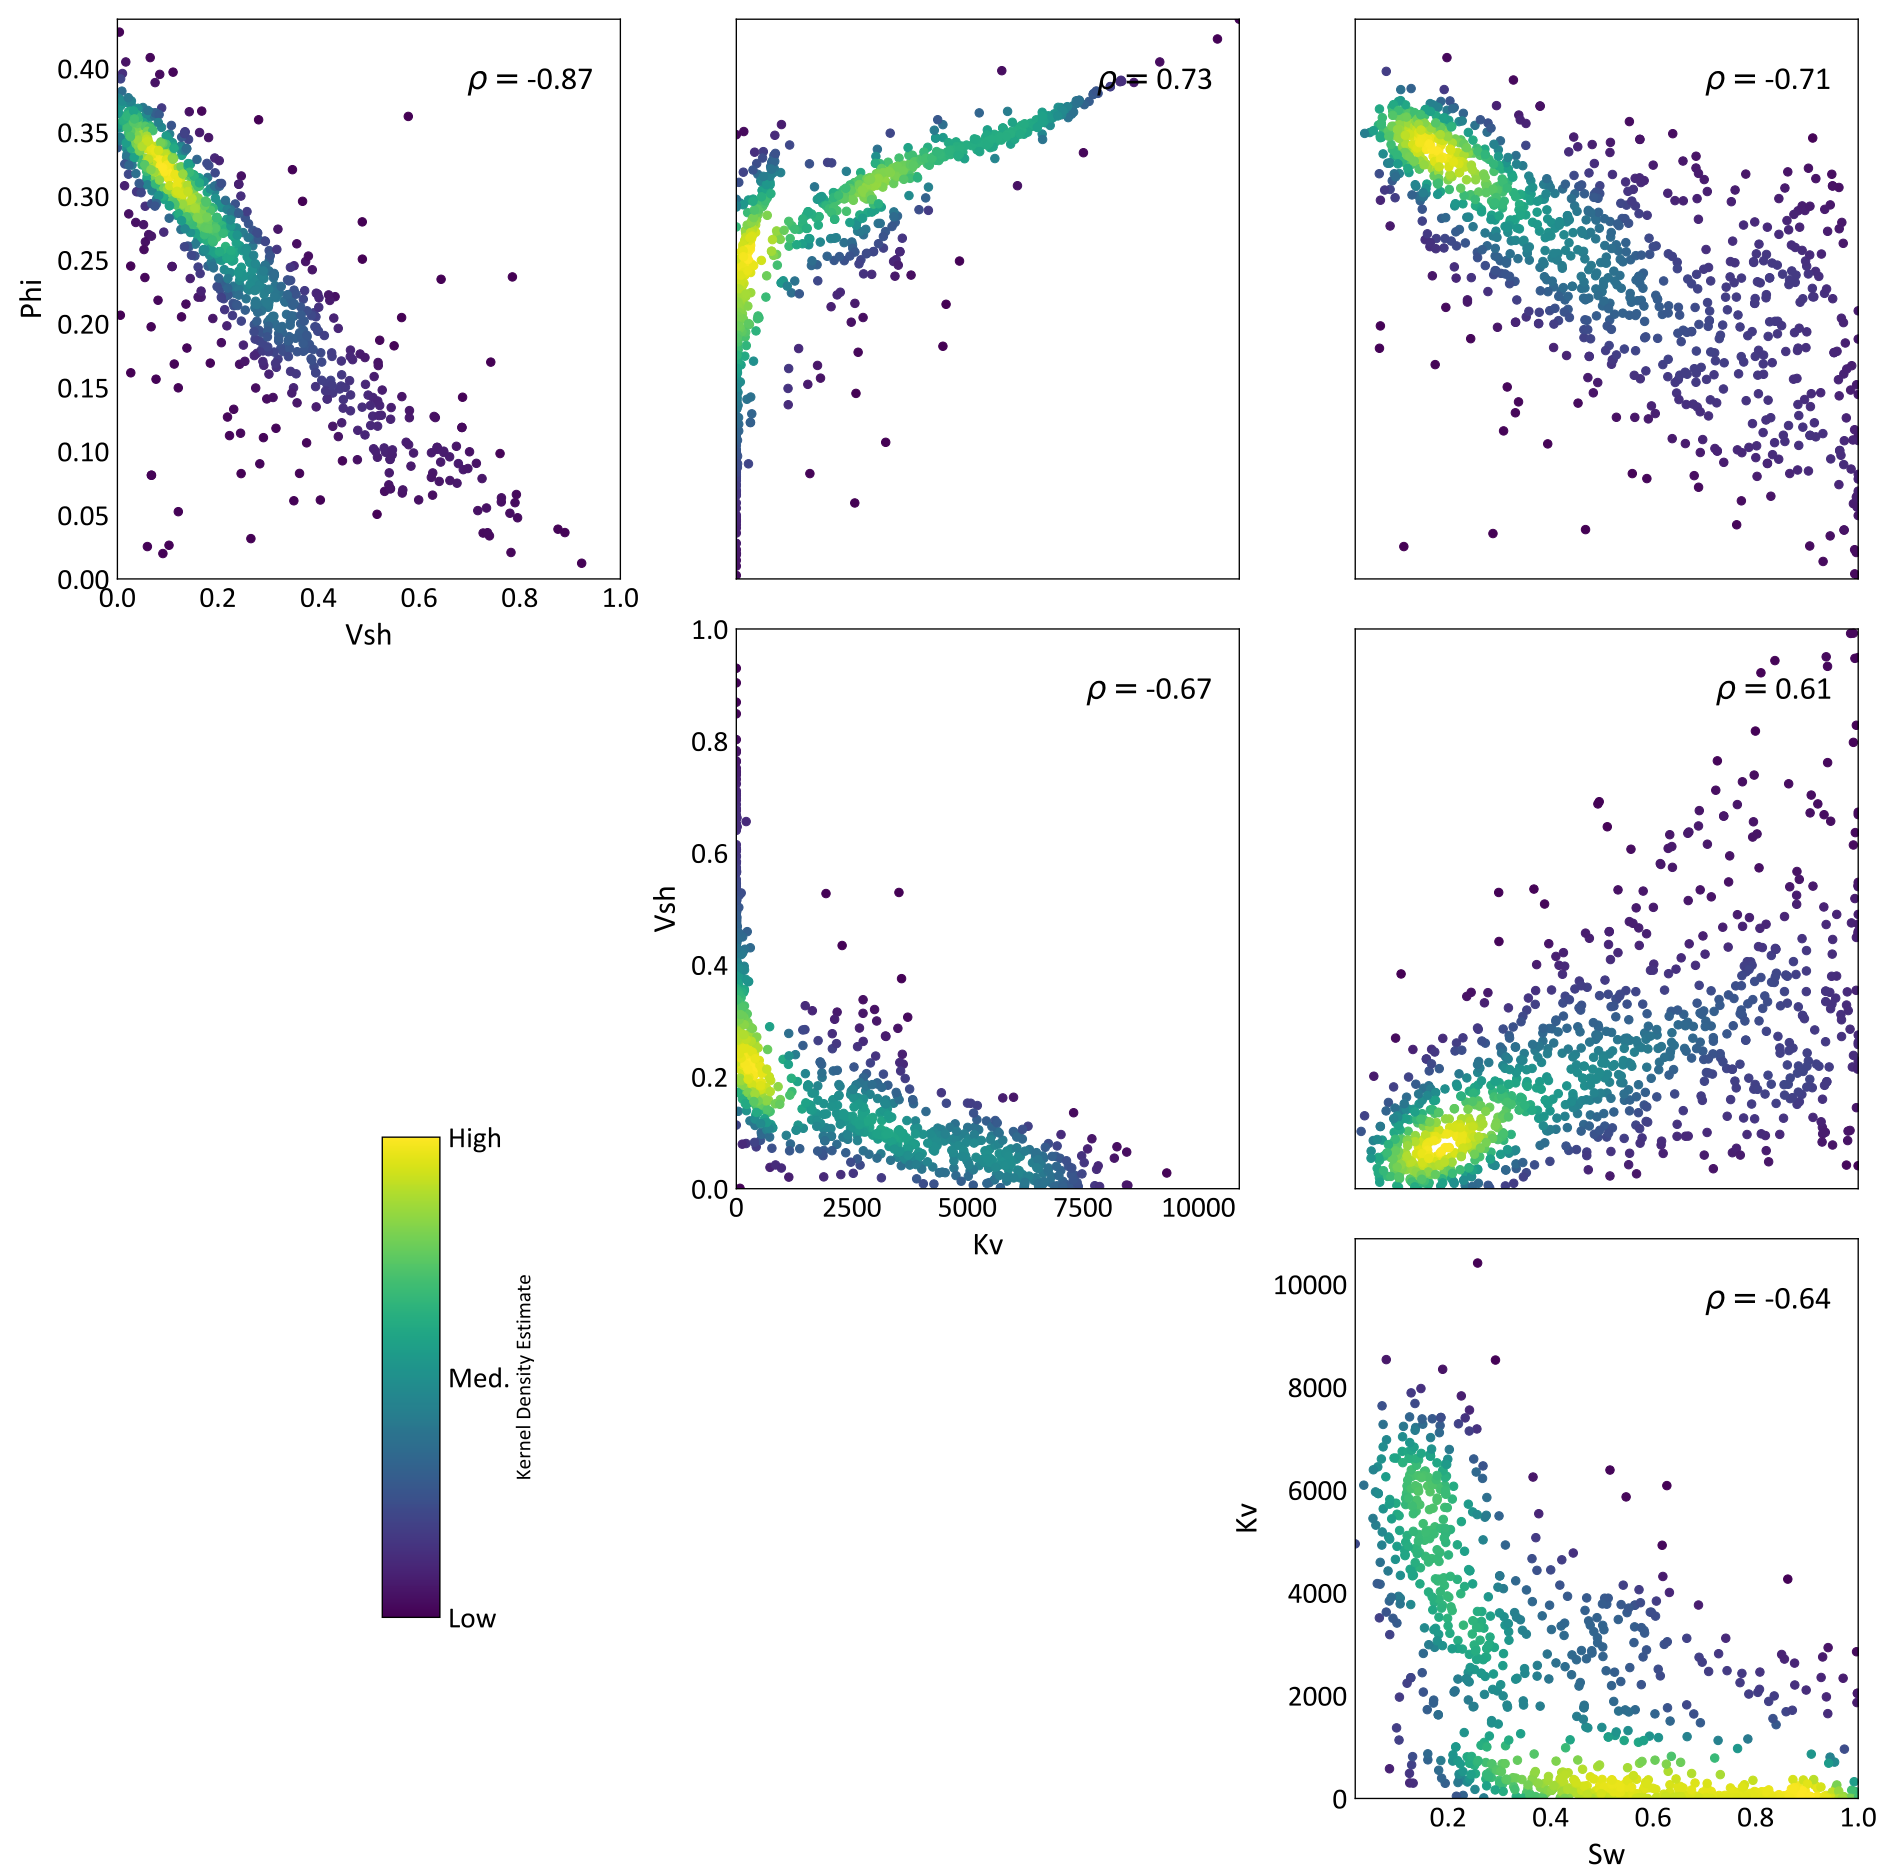 ρ = -0.87
ρ = 0.73
ρ = -0.71
0.40
0.35
0.30
0.25
0.20
0.15
0.10
0.05
0.00
Phi
0.0 0.2 0.4 0.6 0.8 1.0
Vsh
ρ = -0.67
ρ = 0.61
1.0
0.8
0.6
0.4
0.2
0.0
Vsh
0 2500 5000 7500 10000
Kv
High
Med.
Low
Kernel Density Estimate
ρ = -0.64
10000
8000
6000
4000
2000
0
Kv
0.2 0.4 0.6 0.8 1.0
Sw